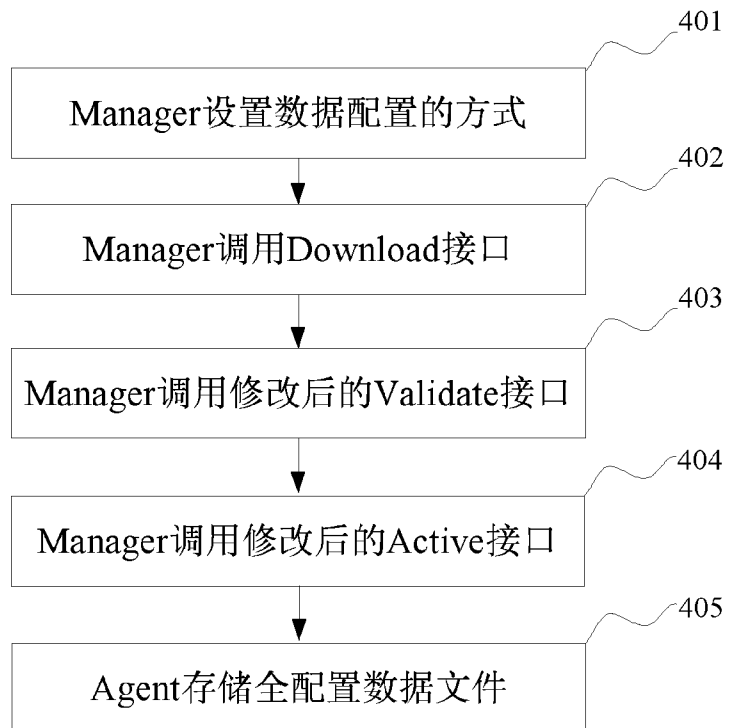 401
Manager设置数据配置的方式
402
Manager调用Download接口
403
Manager调用修改后的Validate接口
404
Manager调用修改后的Active接口
405
Agent存储全配置数据文件